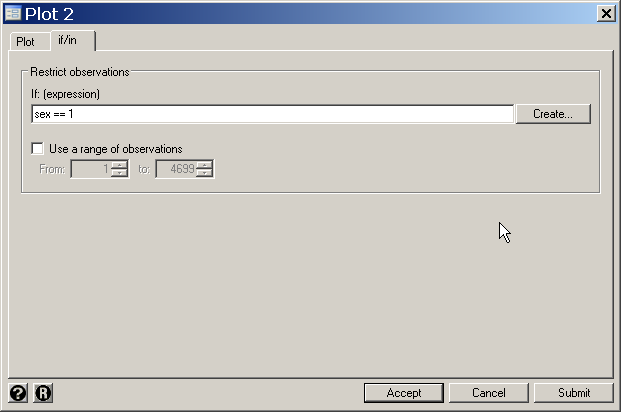 Plot 2
Plot if/in
Restrict observations
If: (expression)
sex == 1 Create...
Use a range of observations
From: 1 to: 4699
? R Accept Cancel Submit